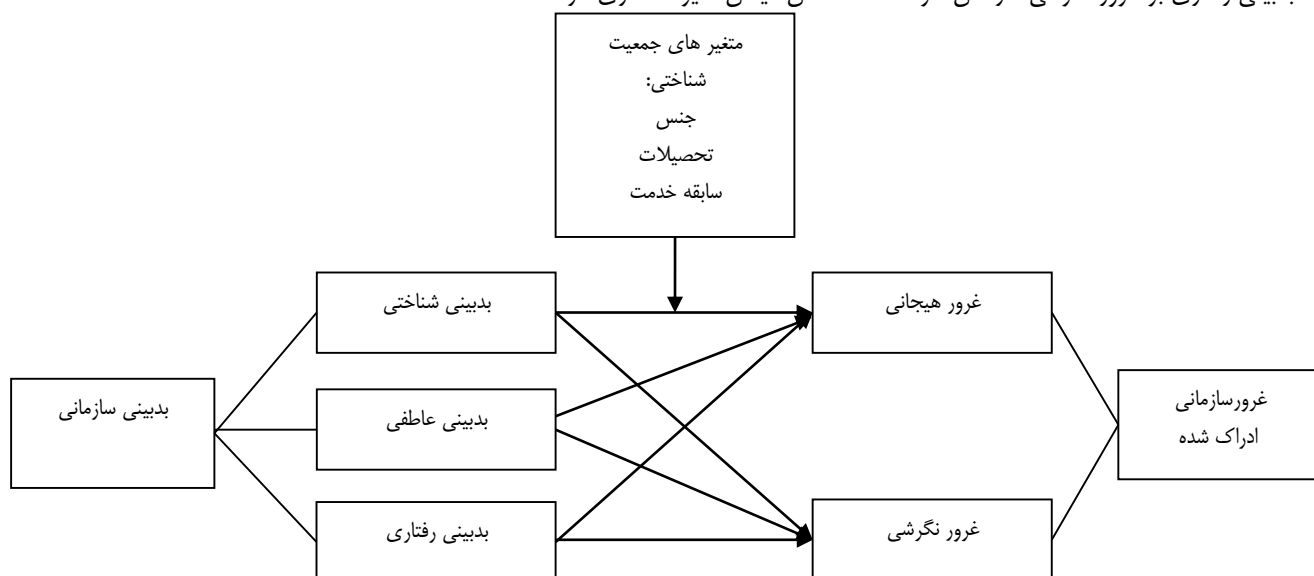 متغیر های جمعیت
شناختی:
جنس
تحصیلات
سابقه خدمت
بدبینی شناختی
غرور هیجانی
بدبینی سازمانی
بدبینی عاطفی
غرورسازمانی
ادراک شده
بدبینی رفتاری
غرور نگرشی